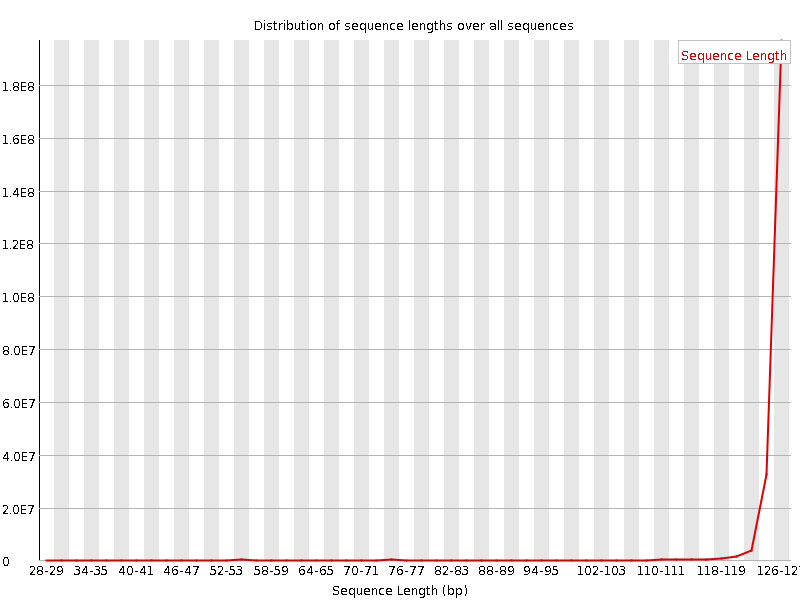 Distribution of sequence lengths over all sequences
Sequence Length
1.8E8
1.6E8
1.4E8
1.2E8
1.0E8
8.0E7
6.0E7
4.0E7
2.0E7
0
28-29 34-35 40-41 46-47 52-53 58-59 64-65 70-71 76-77 82-83 88-89 94-95 102-103 110-111 118-119 126-127
Sequence Length (bp)